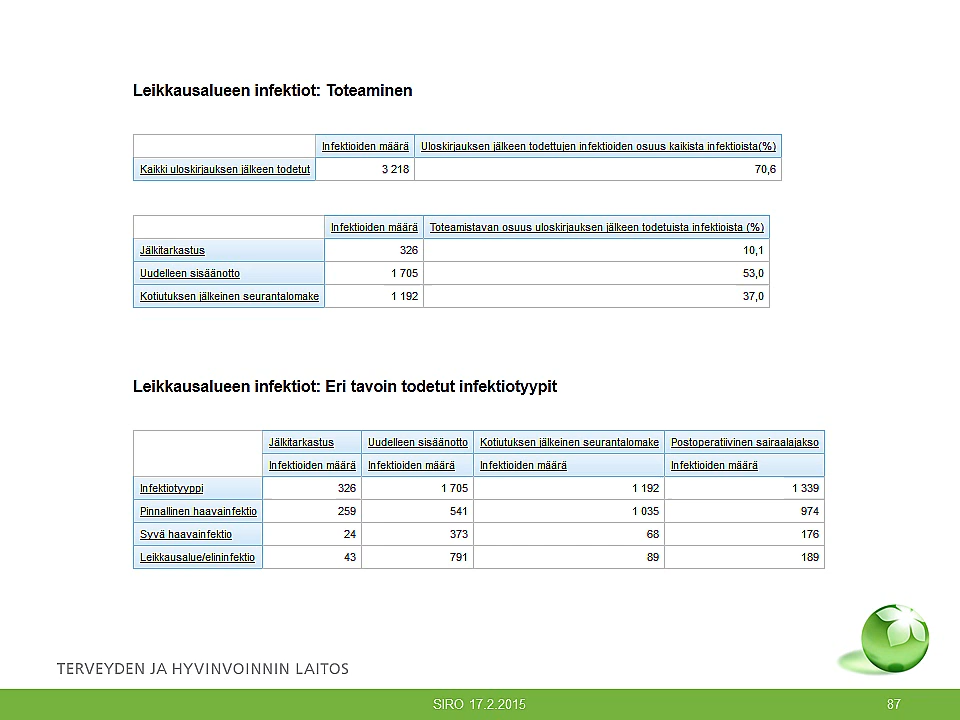 Leikkausalueen infektiot: Toteaminen
Infektioiden määrä Uloskirjauksen jälkeen todettujen infektioiden osuus kaikista infektioista(%)
Kaikki uloskirjauksen jälkeen todetut 3 218 70,6
Infektioiden määrä Toteamistavan osuus uloskirjauksen jälkeen todetuista infektioista (%)
Jälkitarkastus 326 10,1
Uudelleen sisäänotto 1 705 53,0
Kotiutuksen jälkeinen seurantalomake 1 192 37,0
Leikkausalueen infektiot: Eri tavoin todetut infektiotyypit
Jälkitarkastus Uudelleen sisäänotto Kotiutuksen jälkeinen seurantalomake Postoperatiivinen sairaalajakso
Infektioiden määrä Infektioiden määrä Infektioiden määrä Infektioiden määrä
Infektiotyyppi 326 1 705 1 192 1 339
Pinnallinen haavainfektio 259 541 1 035 974
Syvä haavainfektio 24 373 68 176
Leikkausalue/elininfektio 43 791 89 189
TERVEYDEN JA HYVINVOINNIN LAITOS
SIRO 17.2.2015 87